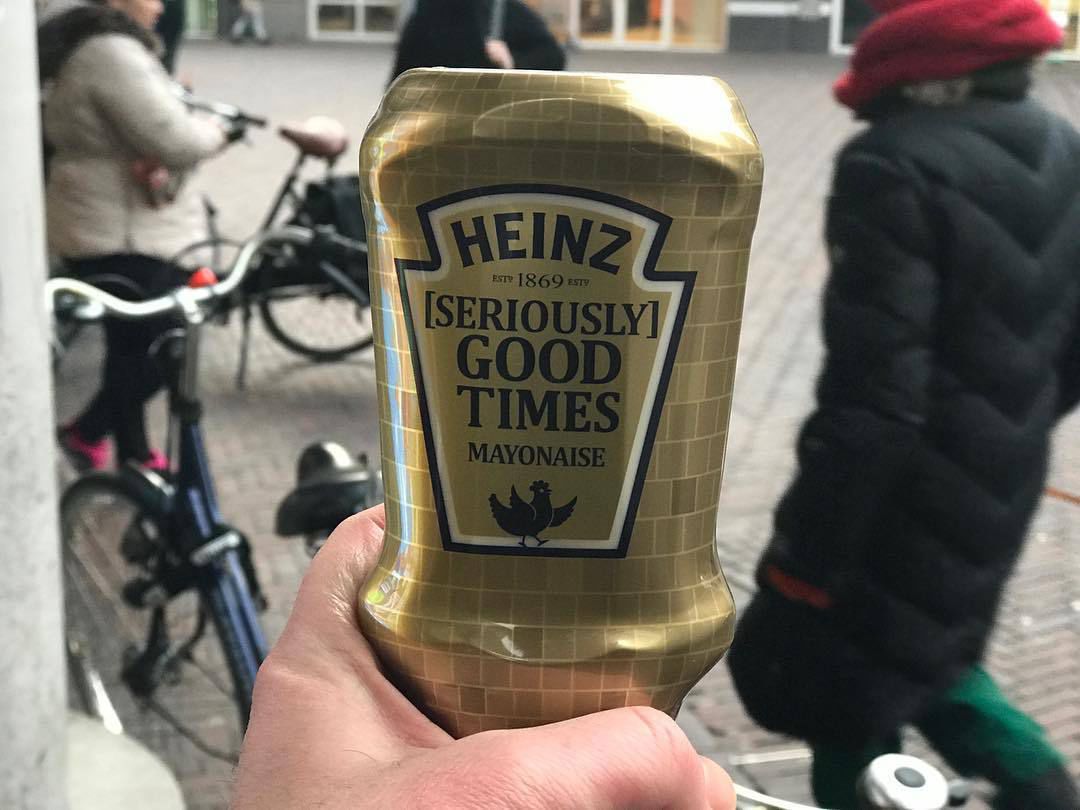 HEINZ
ESTD 1869 ESTD
[SERIOUSLY]
GOOD
TIMES
MAYONAISE